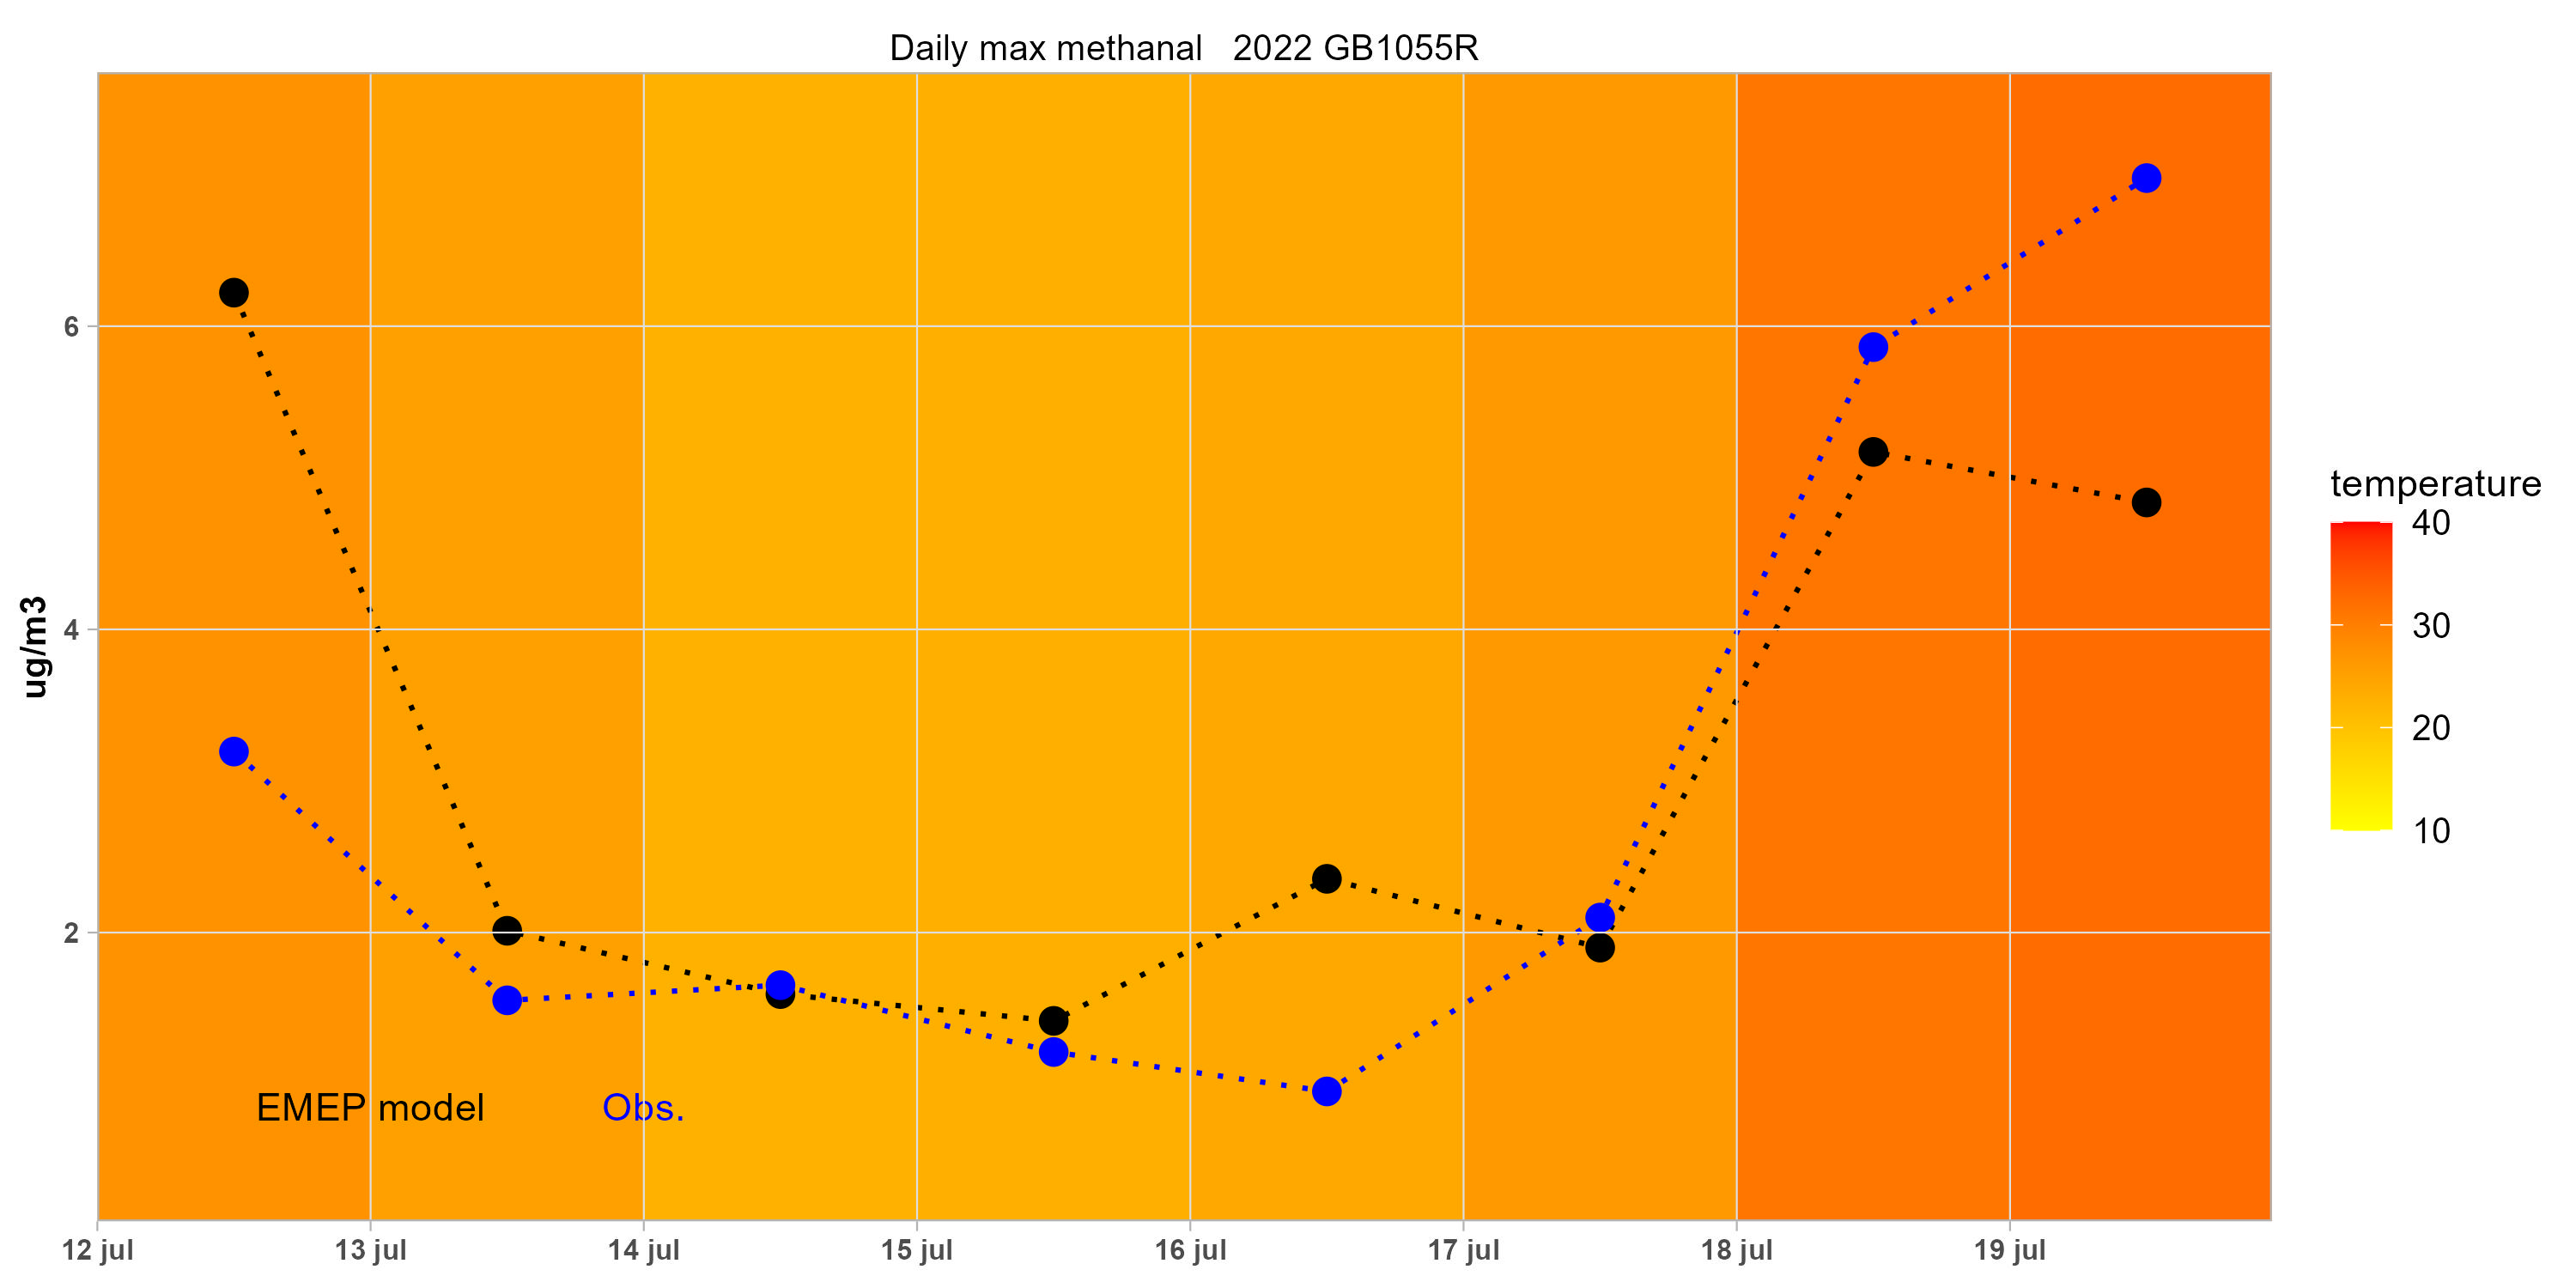 Daily max methanal   2022 GB1055R
6
4
2
ug/m3
EMEP model
Obs.
12 jul
13 jul
14 jul
15 jul
16 jul
17 jul
18 jul
19 jul
temperature
40
30
20
10